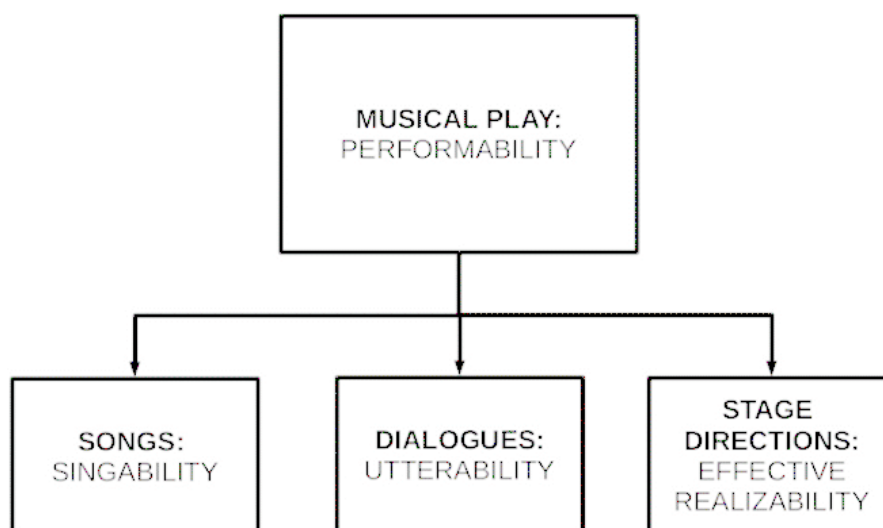 MUSICAL PLAY:
PERFORMABILITY
SONGS:
SINGABILITY
DIALOGUES:
UTTERABILITY
STAGE
DIRECTIONS:
EFFECTIVE
REALIZABILITY